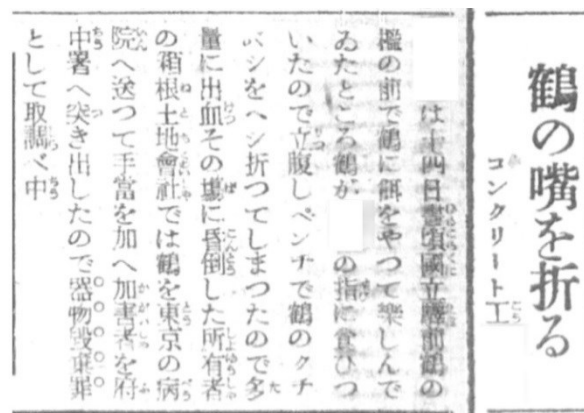 鶴の嘴を折る
コンクリート工
は十四日晝頃國立驛前鶴の
檻の前で鶴に餌をやつて樂しんで
ゐたところ鶴が　の指に食ひつ
いたので立腹しペンチで鶴のクチ
バシをヘシ折つてしまつたので多
量に出血その場に昏倒した所有者
の箱根土地會社では鶴を東京の病
院へ送つて手當を加へ加害者を府
中署へ突き出したので器物毀棄罪
として取調べ中